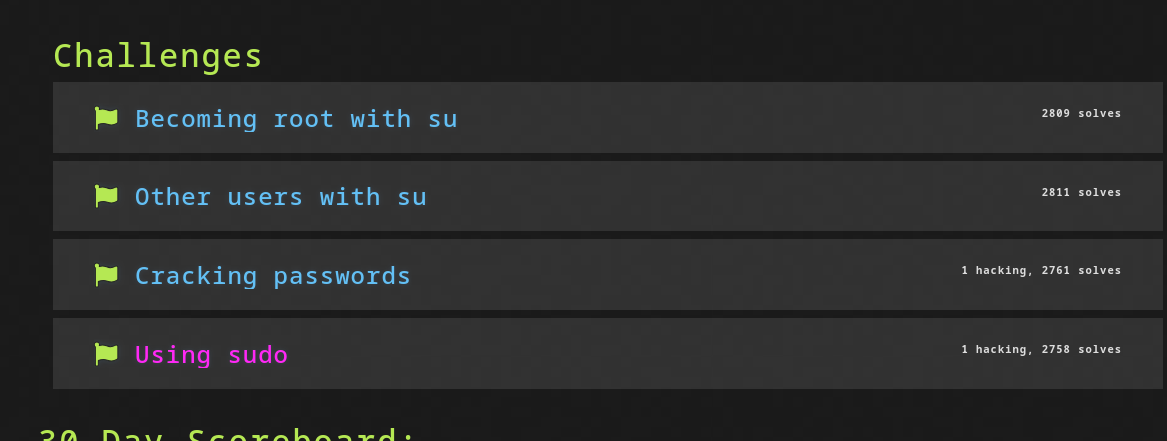 Challenges
Becoming root with su
2809 solves
Other users with su
2811 solves
Cracking passwords
1 hacking, 2761 solves
Using sudo
1 hacking, 2758 solves
30 Day Scoreboard: